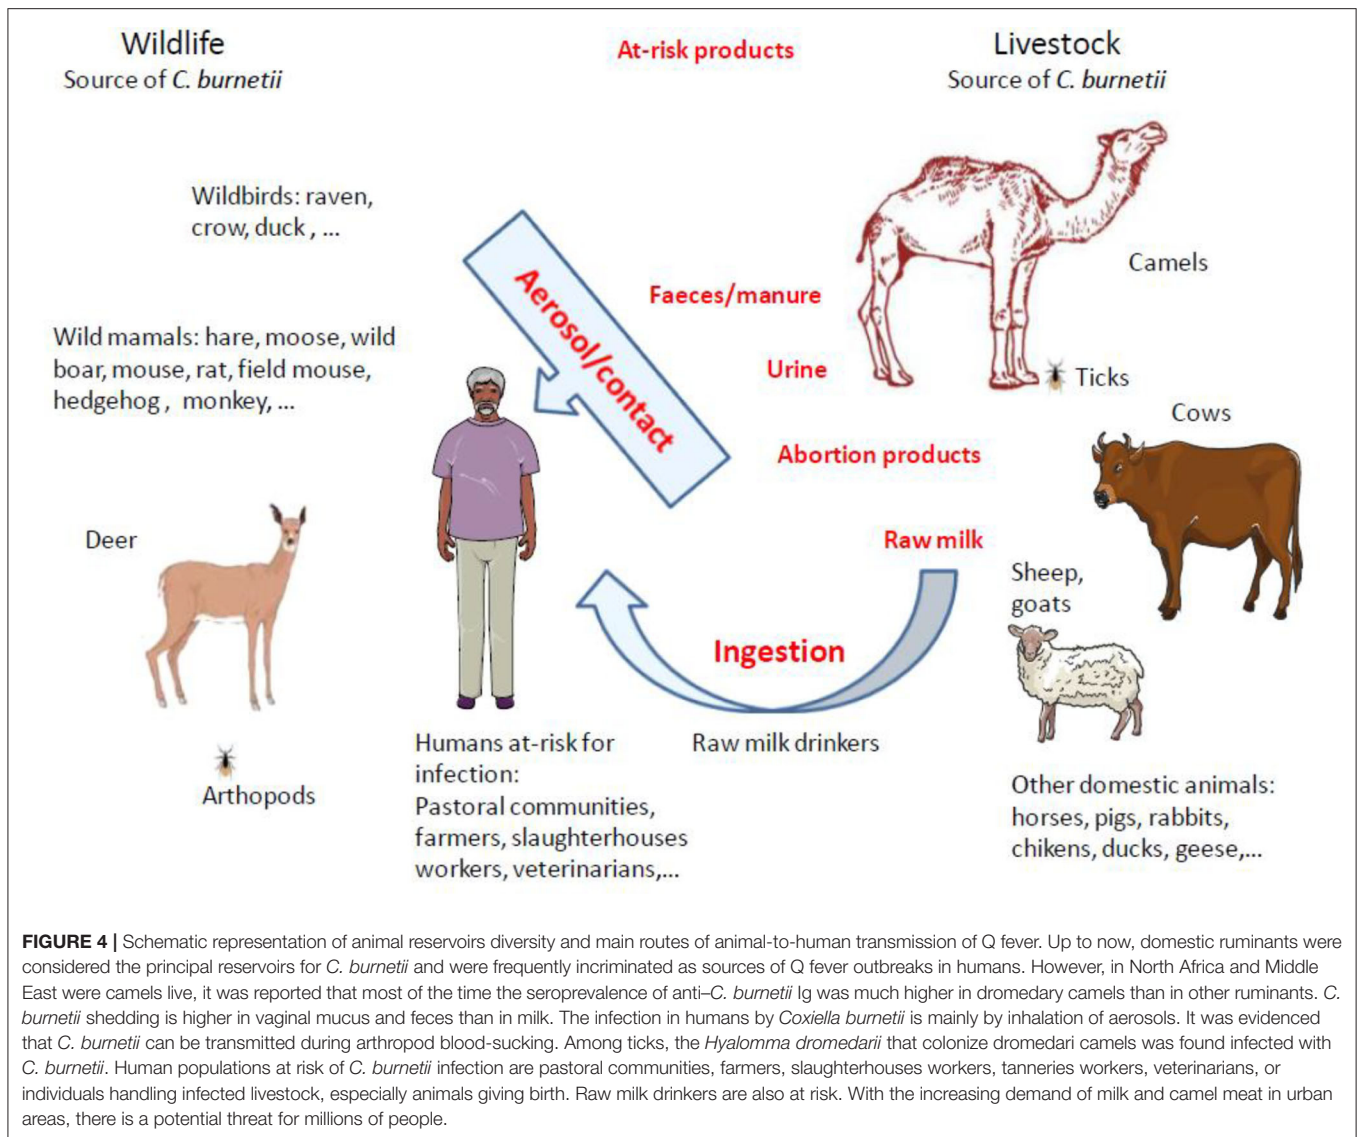 Wildlife
Source of C. burnetii
At-risk products
Livestock
Source of C. burnetii
Wildbirds: raven,
crow, duck , ...
Wild mamals: hare, moose, wild
boar, mouse, rat, field mouse,
hedgehog , monkey, ...
Deer
Arthopods
Aerosol/contact
Faeces/manure
Urine
Abortion products
Raw milk
Camels
Ticks
Cows
Sheep,
goats
Ingestion
Humans at-risk for
infection:
Pastoral communities,
farmers, slaughterhouses
workers, veterinarians,...
Raw milk drinkers
Other domestic animals:
horses, pigs, rabbits,
chikens, ducks, geese,...
FIGURE 4 | Schematic representation of animal reservoirs diversity and main routes of animal-to-human transmission of Q fever. Up to now, domestic ruminants were
considered the principal reservoirs for C. burnetii and were frequently incriminated as sources of Q fever outbreaks in humans. However, in North Africa and Middle
East were camels live, it was reported that most of the time the seroprevalence of anti–C. burnetii Ig was much higher in dromedary camels than in other ruminants. C.
burnetii shedding is higher in vaginal mucus and feces than in milk. The infection in humans by Coxiella burnetii is mainly by inhalation of aerosols. It was evidenced
that C. burnetii can be transmitted during arthropod blood-sucking. Among ticks, the Hyalomma dromedarii that colonize dromedari camels was found infected with
C. burnetii. Human populations at risk of C. burnetii infection are pastoral communities, farmers, slaughterhouses workers, tanneries workers, veterinarians, or
individuals handling infected livestock, especially animals giving birth. Raw milk drinkers are also at risk. With the increasing demand of milk and camel meat in urban
areas, there is a potential threat for millions of people.